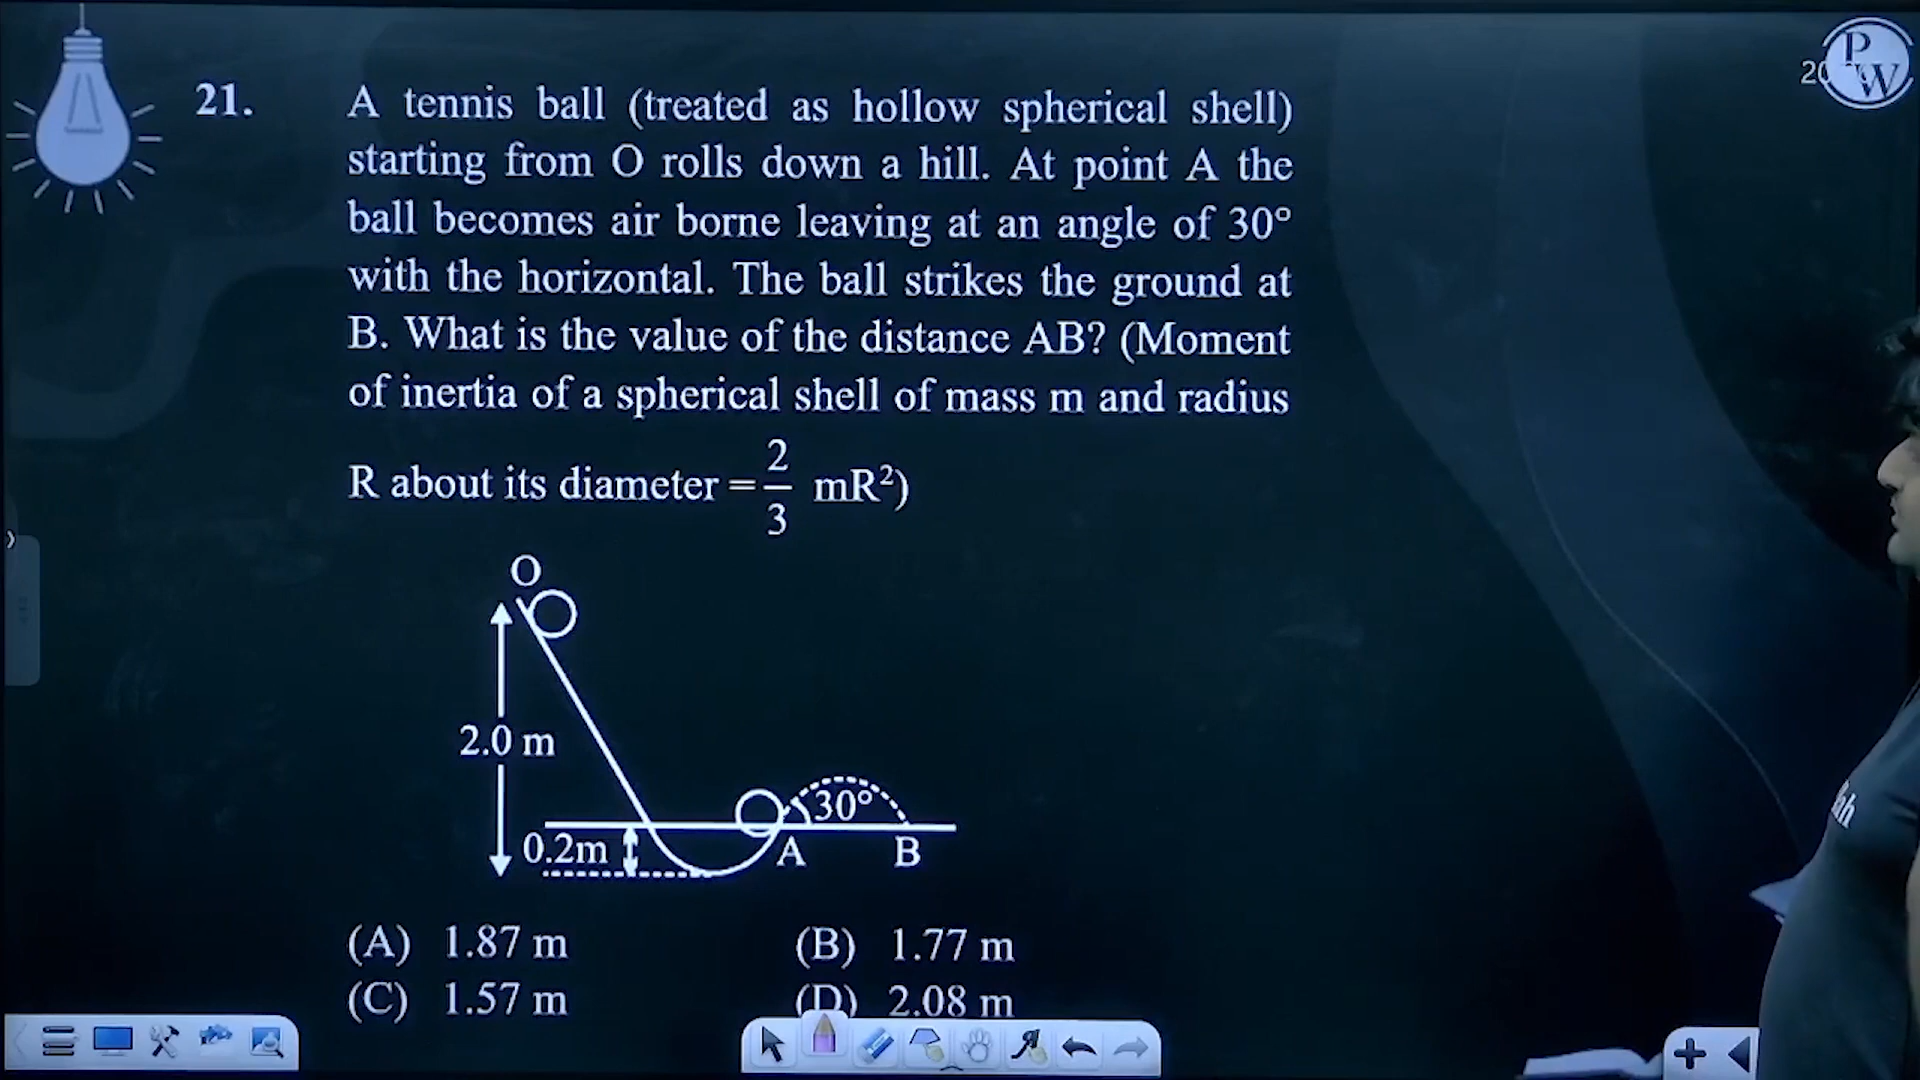 21. A tennis ball (treated as hollow spherical shell)
starting from O rolls down a hill. At point A the
ball becomes air borne leaving at an angle of 30°
with the horizontal. The ball strikes the ground at
B. What is the value of the distance AB? (Moment
of inertia of a spherical shell of mass m and radius
R about its diameter = 2/3 mR²)
O
2.0 m
30°
0.2m
A B
(A) 1.87 m (B) 1.77 m
(C) 1.57 m (D) 2.08 m
PW